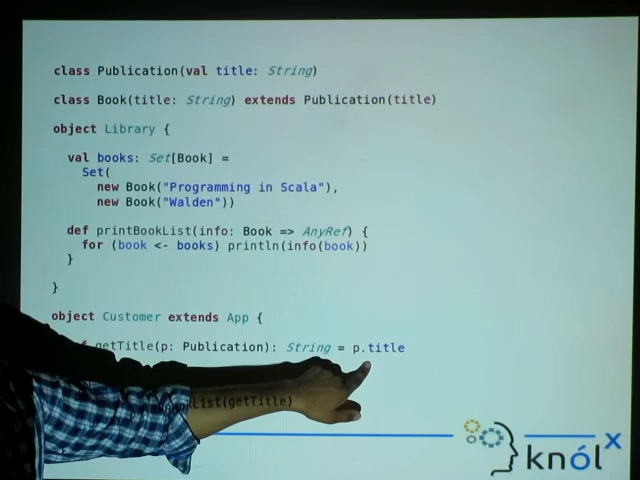 class Publication(val title: String)
class Book(title: String) extends Publication(title)
object Library {
val books: Set[Book] =
Set(
new Book("Programming in Scala"),
new Book("Walden"))
def printBookList(info: Book => AnyRef) {
for (book <- books) println(info(book))
}
}
object Customer extends App {
getTitle(p: Publication): String = p.title
List(getTitle)
knólx